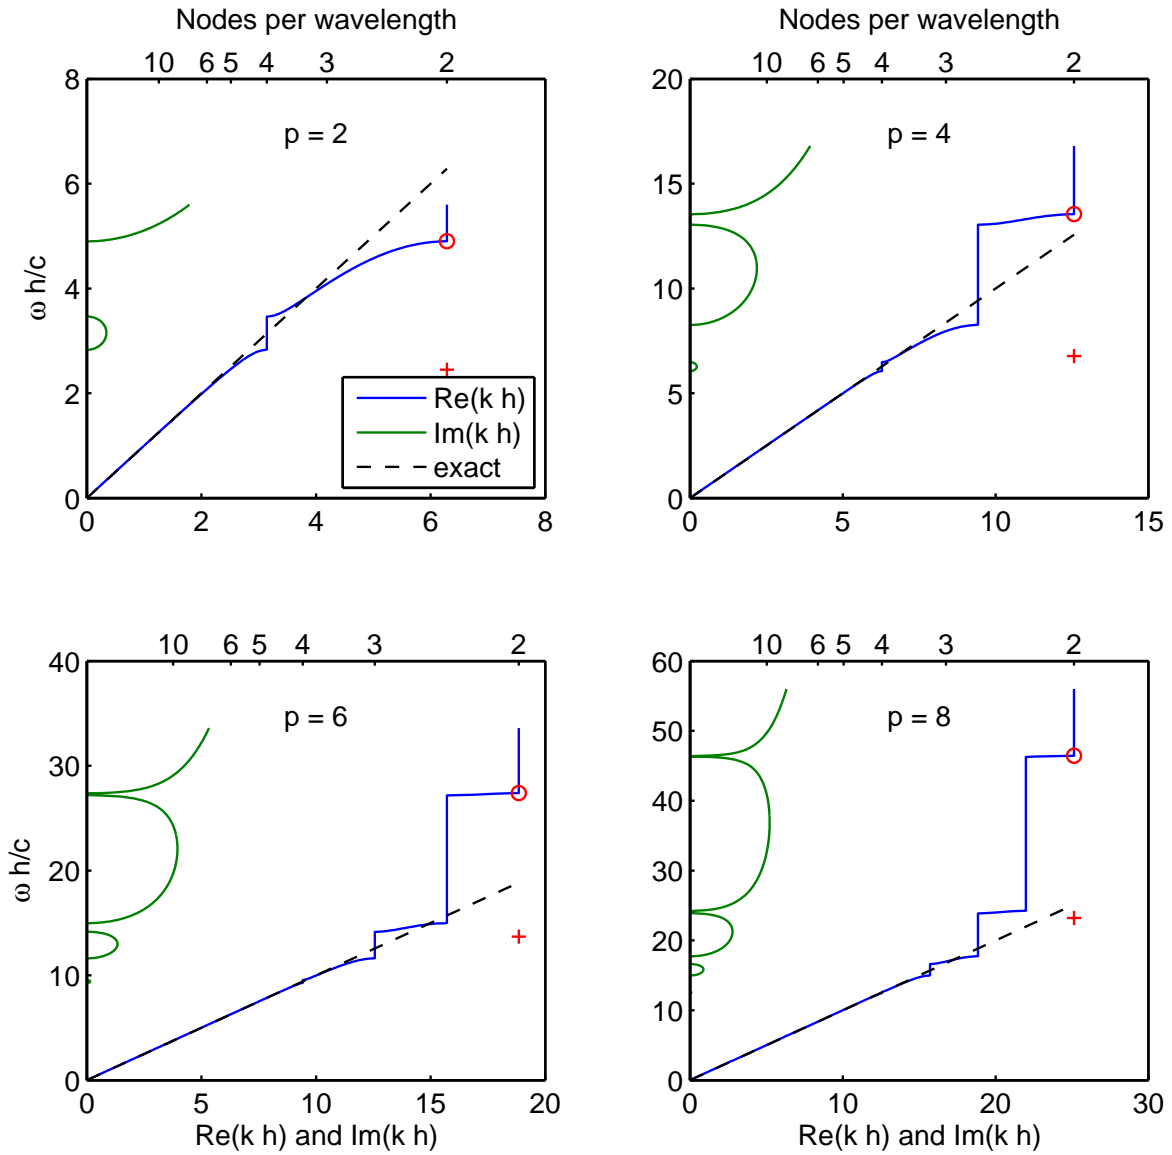 Nodes per wavelength
10 6 5 4 3 2
8
6
4
2
0
ω h/c
p = 2
Re(k h)
Im(k h)
exact
0 2 4 6 8
Nodes per wavelength
10 6 5 4 3 2
20
15
10
5
0
p = 4
0 5 10 15
10 6 5 4 3 2
40
30
20
10
0
ω h/c
p = 6
0 5 10 15 20
Re(k h) and Im(k h)
10 6 5 4 3 2
60
50
40
30
20
10
0
p = 8
0 10 20 30
Re(k h) and Im(k h)